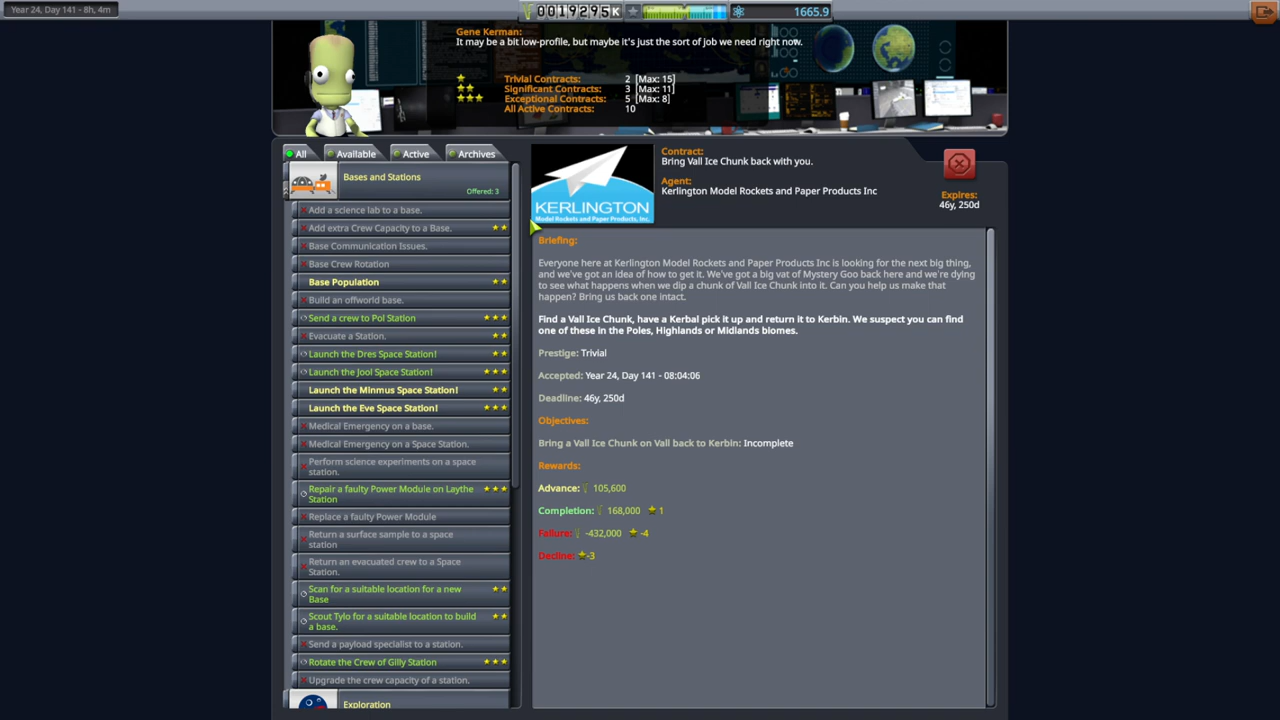 Year 24, Day 141 - 8h, 4m
0019295K
1665.9
Gene Kerman:
It may be a bit low-profile, but maybe it's just the sort of job we need right now.
Trivial Contracts: 2 [Max: 15]
Significant Contracts: 3 [Max: 11]
Exceptional Contracts: 5 [Max: 8]
All Active Contracts: 10
All
Available
Active
Archives
Bases and Stations
Offered: 3
Add a science lab to a base.
Add extra Crew Capacity to a Base.
Base Communication Issues.
Base Crew Rotation
Base Population
Build an offworld base.
Send a crew to Pol Station
Evacuate a Station.
Launch the Dres Space Station!
Launch the Jool Space Station!
Launch the Minmus Space Station!
Launch the Eve Space Station!
Medical Emergency on a base.
Medical Emergency on a Space Station.
Perform science experiments on a space
station.
Repair a faulty Power Module on Laythe
Station
Replace a faulty Power Module
Return a surface sample to a space
station
Return an evacuated crew to a Space
Station.
Scan for a suitable location for a new
Base
Scout Tylo for a suitable location to build
a base.
Send a payload specialist to a station.
Rotate the Crew of Gilly Station
Upgrade the crew capacity of a station.
Exploration
KERLINGTON
Model Rockets and Paper Products, Inc.
Contract:
Bring Vall Ice Chunk back with you.
Agent:
Kerlington Model Rockets and Paper Products Inc
Expires:
46y, 250d
Briefing:
Everyone here at Kerlington Model Rockets and Paper Products Inc is looking for the next big thing,
and we've got an idea of how to get it. We've got a big vat of Mystery Goo back here and we're dying
to see what happens when we dip a chunk of Vall Ice Chunk into it. Can you help us make that
happen? Bring us back one intact.
Find a Vall Ice Chunk, have a Kerbal pick it up and return it to Kerbin. We suspect you can find
one of these in the Poles, Highlands or Midlands biomes.
Prestige: Trivial
Accepted: Year 24, Day 141 - 08:04:06
Deadline: 46y, 250d
Objectives:
Bring a Vall Ice Chunk on Vall back to Kerbin: Incomplete
Rewards:
Advance: 105,600
Completion: 168,000 1
Failure: -432,000 -4
Decline: -3